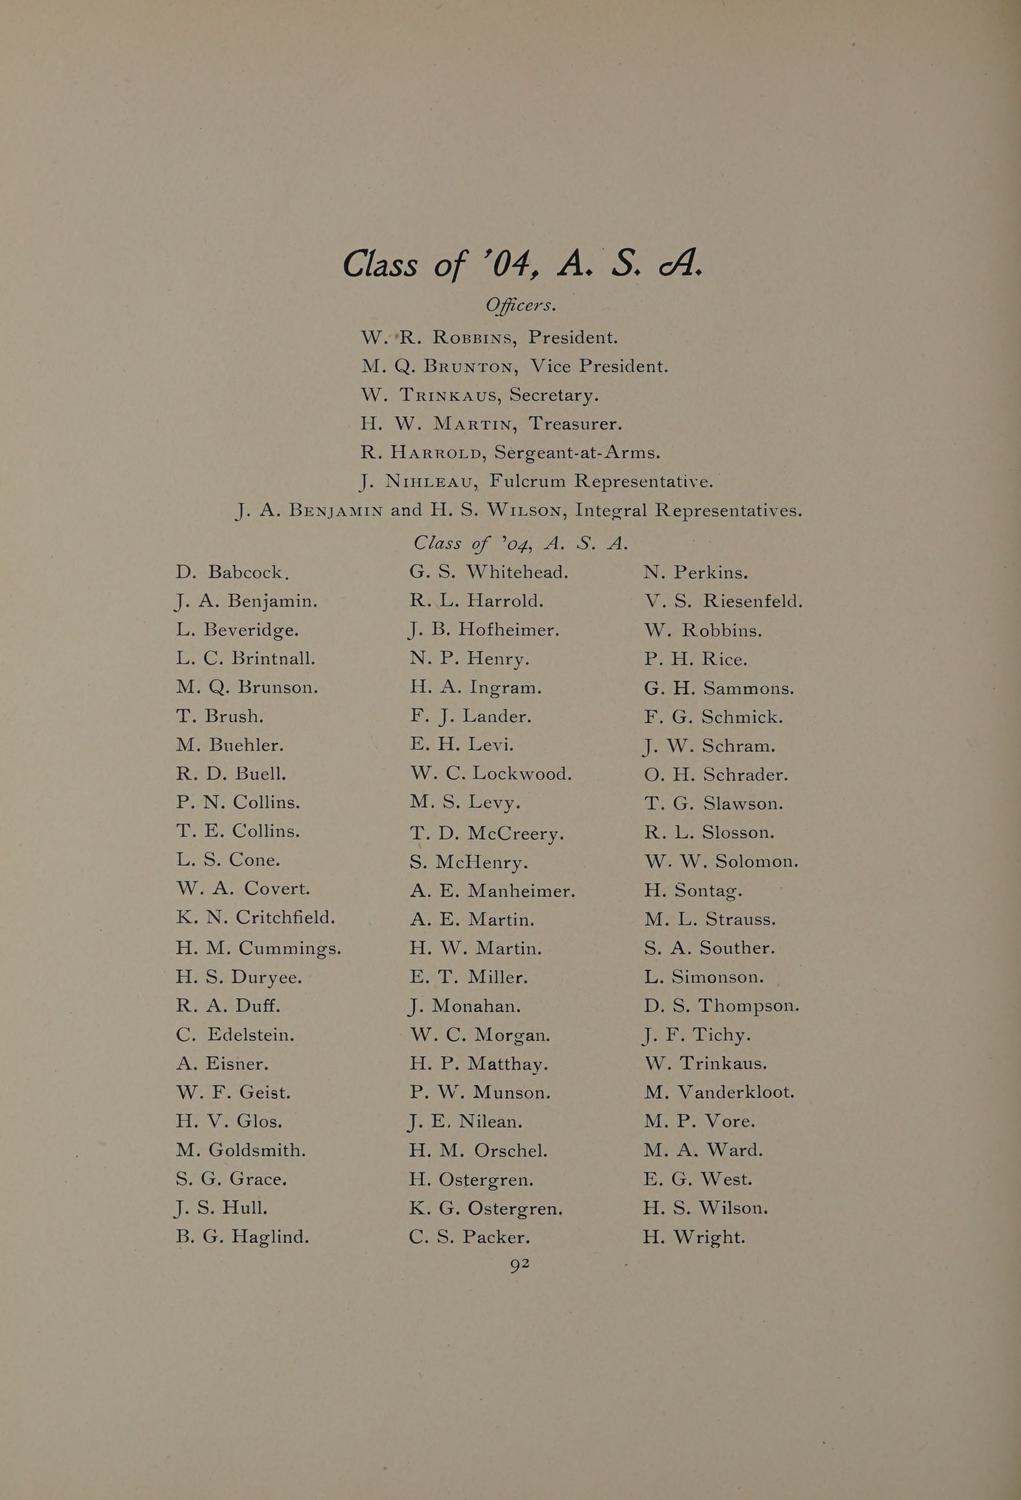 Class of ’04, A. S. A.
Officers.
W. R. Robbins, President.
M. Q. Brunton, Vice President.
W. Trinkaus, Secretary.
H. W. Martin, Treasurer.
R. Harrold, Sergeant-at-Arms.
J. Nihleau, Fulcrum Representative.
J. A. Benjamin and H. S. Wilson, Integral Representatives.
Class of ’04, A. S. A.
D. Babcock.
J. A. Benjamin.
L. Beveridge.
L. C. Brintnall.
M. Q. Brunson.
T. Brush.
M. Buehler.
R. D. Buell.
P. N. Collins.
T. E. Collins.
L. S. Cone.
W. A. Covert.
K. N. Critchfield.
H. M. Cummings.
H. S. Duryee.
R. A. Duff.
C. Edelstein.
A. Eisner.
W. F. Geist.
H. V. Glos.
M. Goldsmith.
S. G. Grace.
J. S. Hull.
B. G. Haglind.
G. S. Whitehead.
R. L. Harrold.
J. B. Hofheimer.
N. P. Henry.
H. A. Ingram.
F. J. Lander.
E. H. Levi.
W. C. Lockwood.
M. S. Levy.
T. D. McCreery.
S. McHenry.
A. E. Manheimer.
A. E. Martin.
H. W. Martin.
E. T. Miller.
J. Monahan.
W. C. Morgan.
H. P. Matthay.
P. W. Munson.
J. E. Nilean.
H. M. Orschel.
H. Ostergren.
K. G. Ostergren.
C. S. Packer.
N. Perkins.
V. S. Riesenfeld.
W. Robbins.
P. H. Rice.
G. H. Sammons.
F. G. Schmick.
J. W. Schram.
O. H. Schrader.
T. G. Slawson.
R. L. Slosson.
W. W. Solomon.
H. Sontag.
M. L. Strauss.
S. A. Souther.
L. Simonson.
D. S. Thompson.
J. F. Tichy.
W. Trinkaus.
M. Vanderkloot.
M. P. Vore.
M. A. Ward.
E. G. West.
H. S. Wilson.
H. Wright.
92